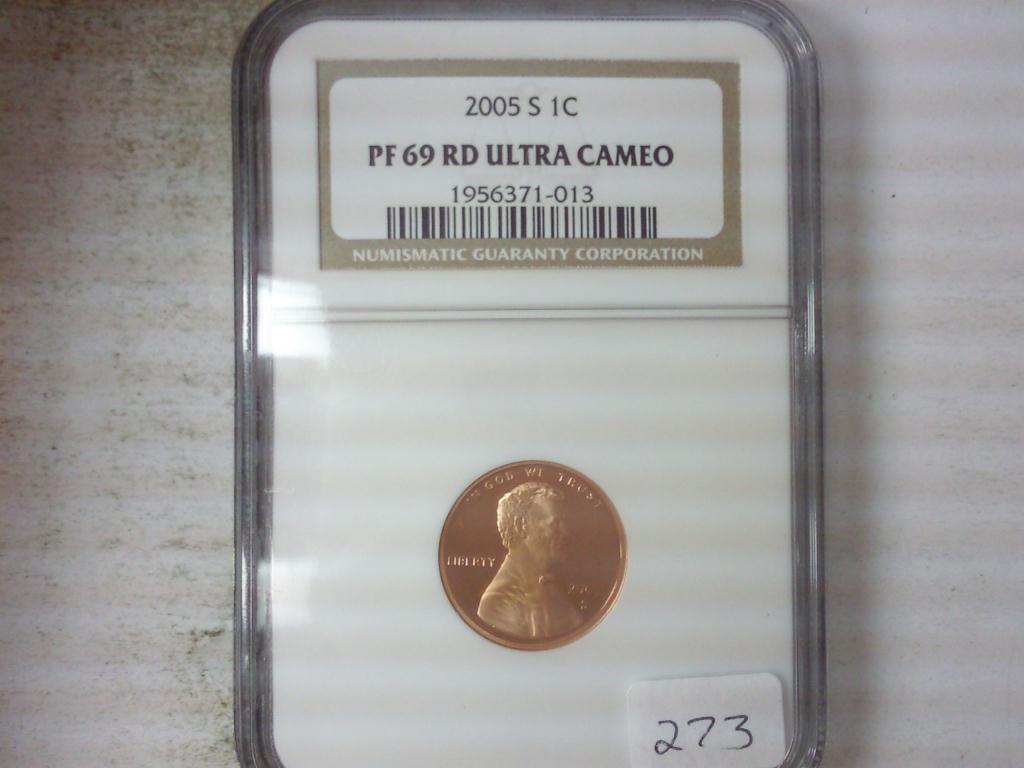 2005 S 1C
PF 69 RD ULTRA CAMEO
1956371-013
NUMISMATIC GUARANTY CORPORATION
IN GOD WE TRUST
LIBERTY
273